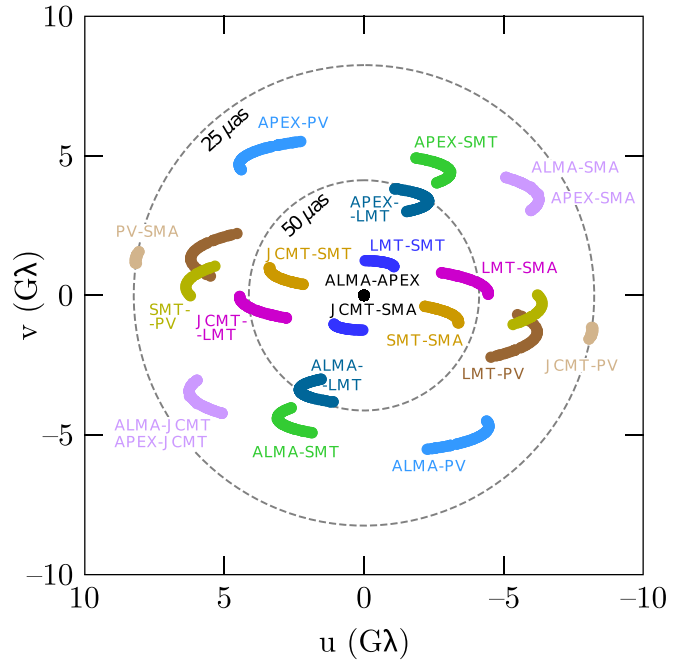 10
5
0
−5
−10
v (Gλ)
25 μas
50 μas
APEX-PV
APEX-SMT
ALMA-SMA
APEX-SMA
APEX-
-LMT
PV-SMA
JCMT-SMT
LMT-SMT
ALMA-APEX
JCMT-SMA
LMT-SMA
SMT-
-PV
JCMT-
-LMT
SMT-SMA
LMT-PV
JCMT-PV
ALMA-
-LMT
ALMA-JCMT
APEX-JCMT
ALMA-SMT
ALMA-PV
10 5 0 −5 −10
u (Gλ)